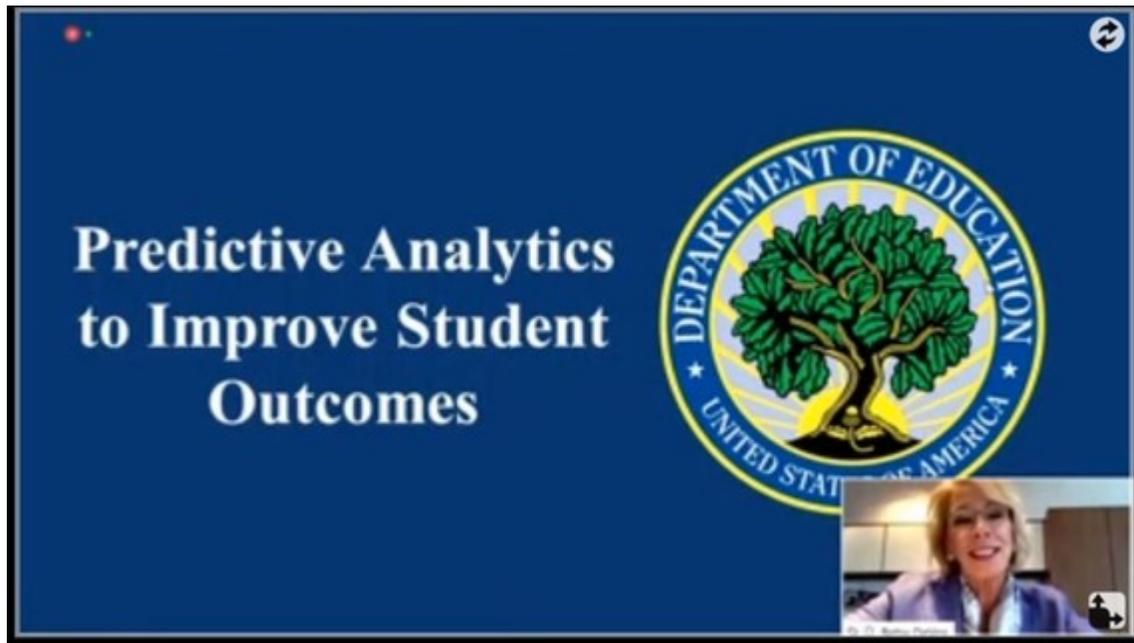 Predictive Analytics
to Improve Student
Outcomes
DEPARTMENT OF EDUCATION
UNITED STATES OF AMERICA